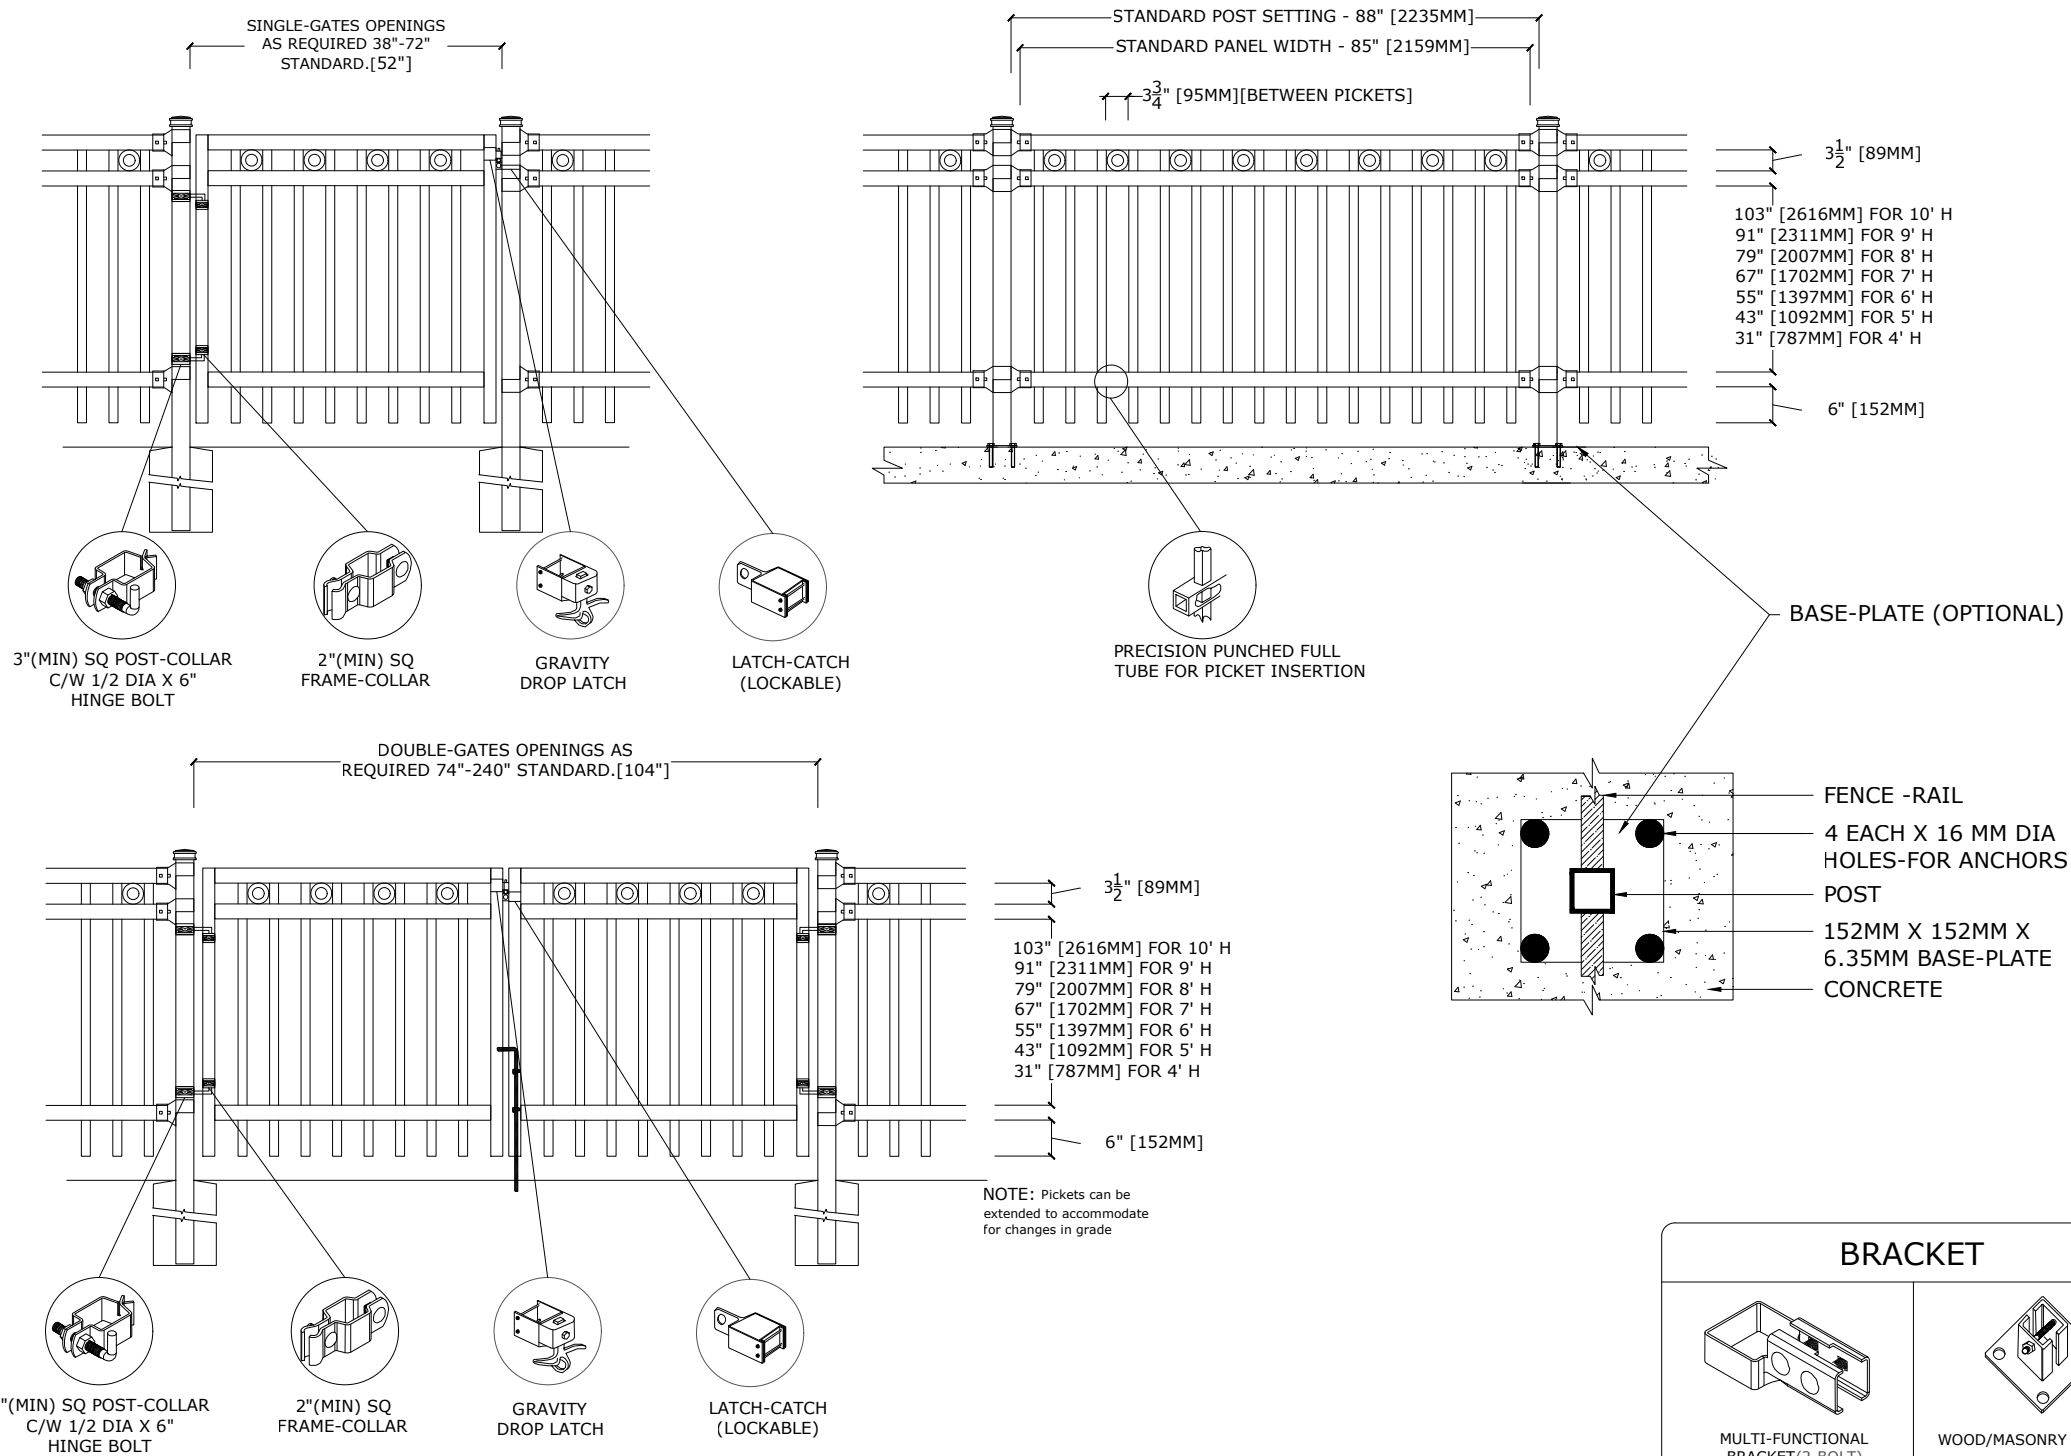 SINGLE-GATES OPENINGS
AS REQUIRED 38"-72"
STANDARD.[52"]
STANDARD POST SETTING - 88" [2235MM]
STANDARD PANEL WIDTH - 85" [2159MM]
3 3/4" [95MM][BETWEEN PICKETS]
3 1/2" [89MM]
103" [2616MM] FOR 10' H
91" [2311MM] FOR 9' H
79" [2007MM] FOR 8' H
67" [1702MM] FOR 7' H
55" [1397MM] FOR 6' H
43" [1092MM] FOR 5' H
31" [787MM] FOR 4' H
6" [152MM]
3"(MIN) SQ POST-COLLAR
C/W 1/2 DIA X 6"
HINGE BOLT
2"(MIN) SQ
FRAME-COLLAR
GRAVITY
DROP LATCH
LATCH-CATCH
(LOCKABLE)
PRECISION PUNCHED FULL
TUBE FOR PICKET INSERTION
BASE-PLATE (OPTIONAL)
FENCE -RAIL
4 EACH X 16 MM DIA
HOLES-FOR ANCHORS
POST
152MM X 152MM X
6.35MM BASE-PLATE
CONCRETE
DOUBLE-GATES OPENINGS AS
REQUIRED 74"-240" STANDARD.[104"]
3 1/2" [89MM]
103" [2616MM] FOR 10' H
91" [2311MM] FOR 9' H
79" [2007MM] FOR 8' H
67" [1702MM] FOR 7' H
55" [1397MM] FOR 6' H
43" [1092MM] FOR 5' H
31" [787MM] FOR 4' H
6" [152MM]
NOTE: Pickets can be
extended to accommodate
for changes in grade
"(MIN) SQ POST-COLLAR
C/W 1/2 DIA X 6"
HINGE BOLT
2"(MIN) SQ
FRAME-COLLAR
GRAVITY
DROP LATCH
LATCH-CATCH
(LOCKABLE)
BRACKET
MULTI-FUNCTIONAL
BRACKET(2-BOLT)
WOOD/MASONRY